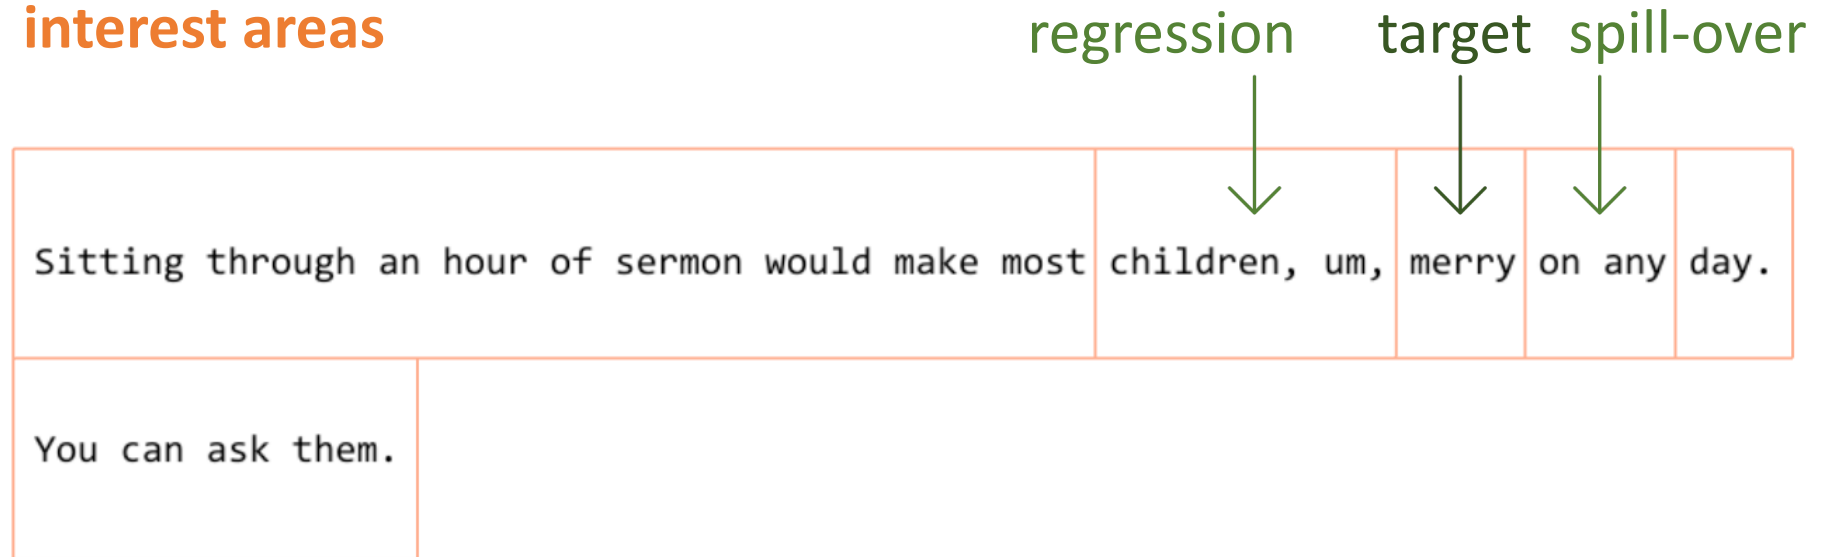 interest areas
regression target spill-over
Sitting through an hour of sermon would make most children, um, merry on any day.
You can ask them.